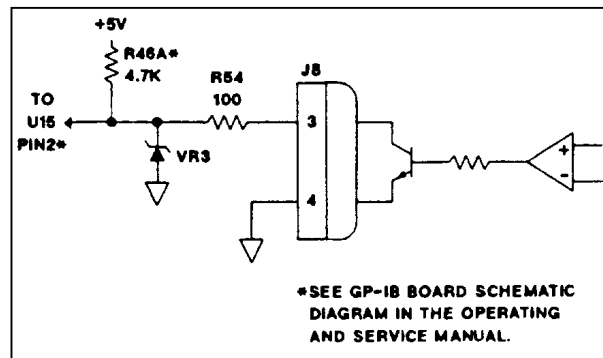 +5V
R46A*
4.7K
R54
100
J8
TO
U15
PIN2*
VR3
3
4
+
-
*SEE GP-IB BOARD SCHEMATIC
DIAGRAM IN THE OPERATING
AND SERVICE MANUAL.